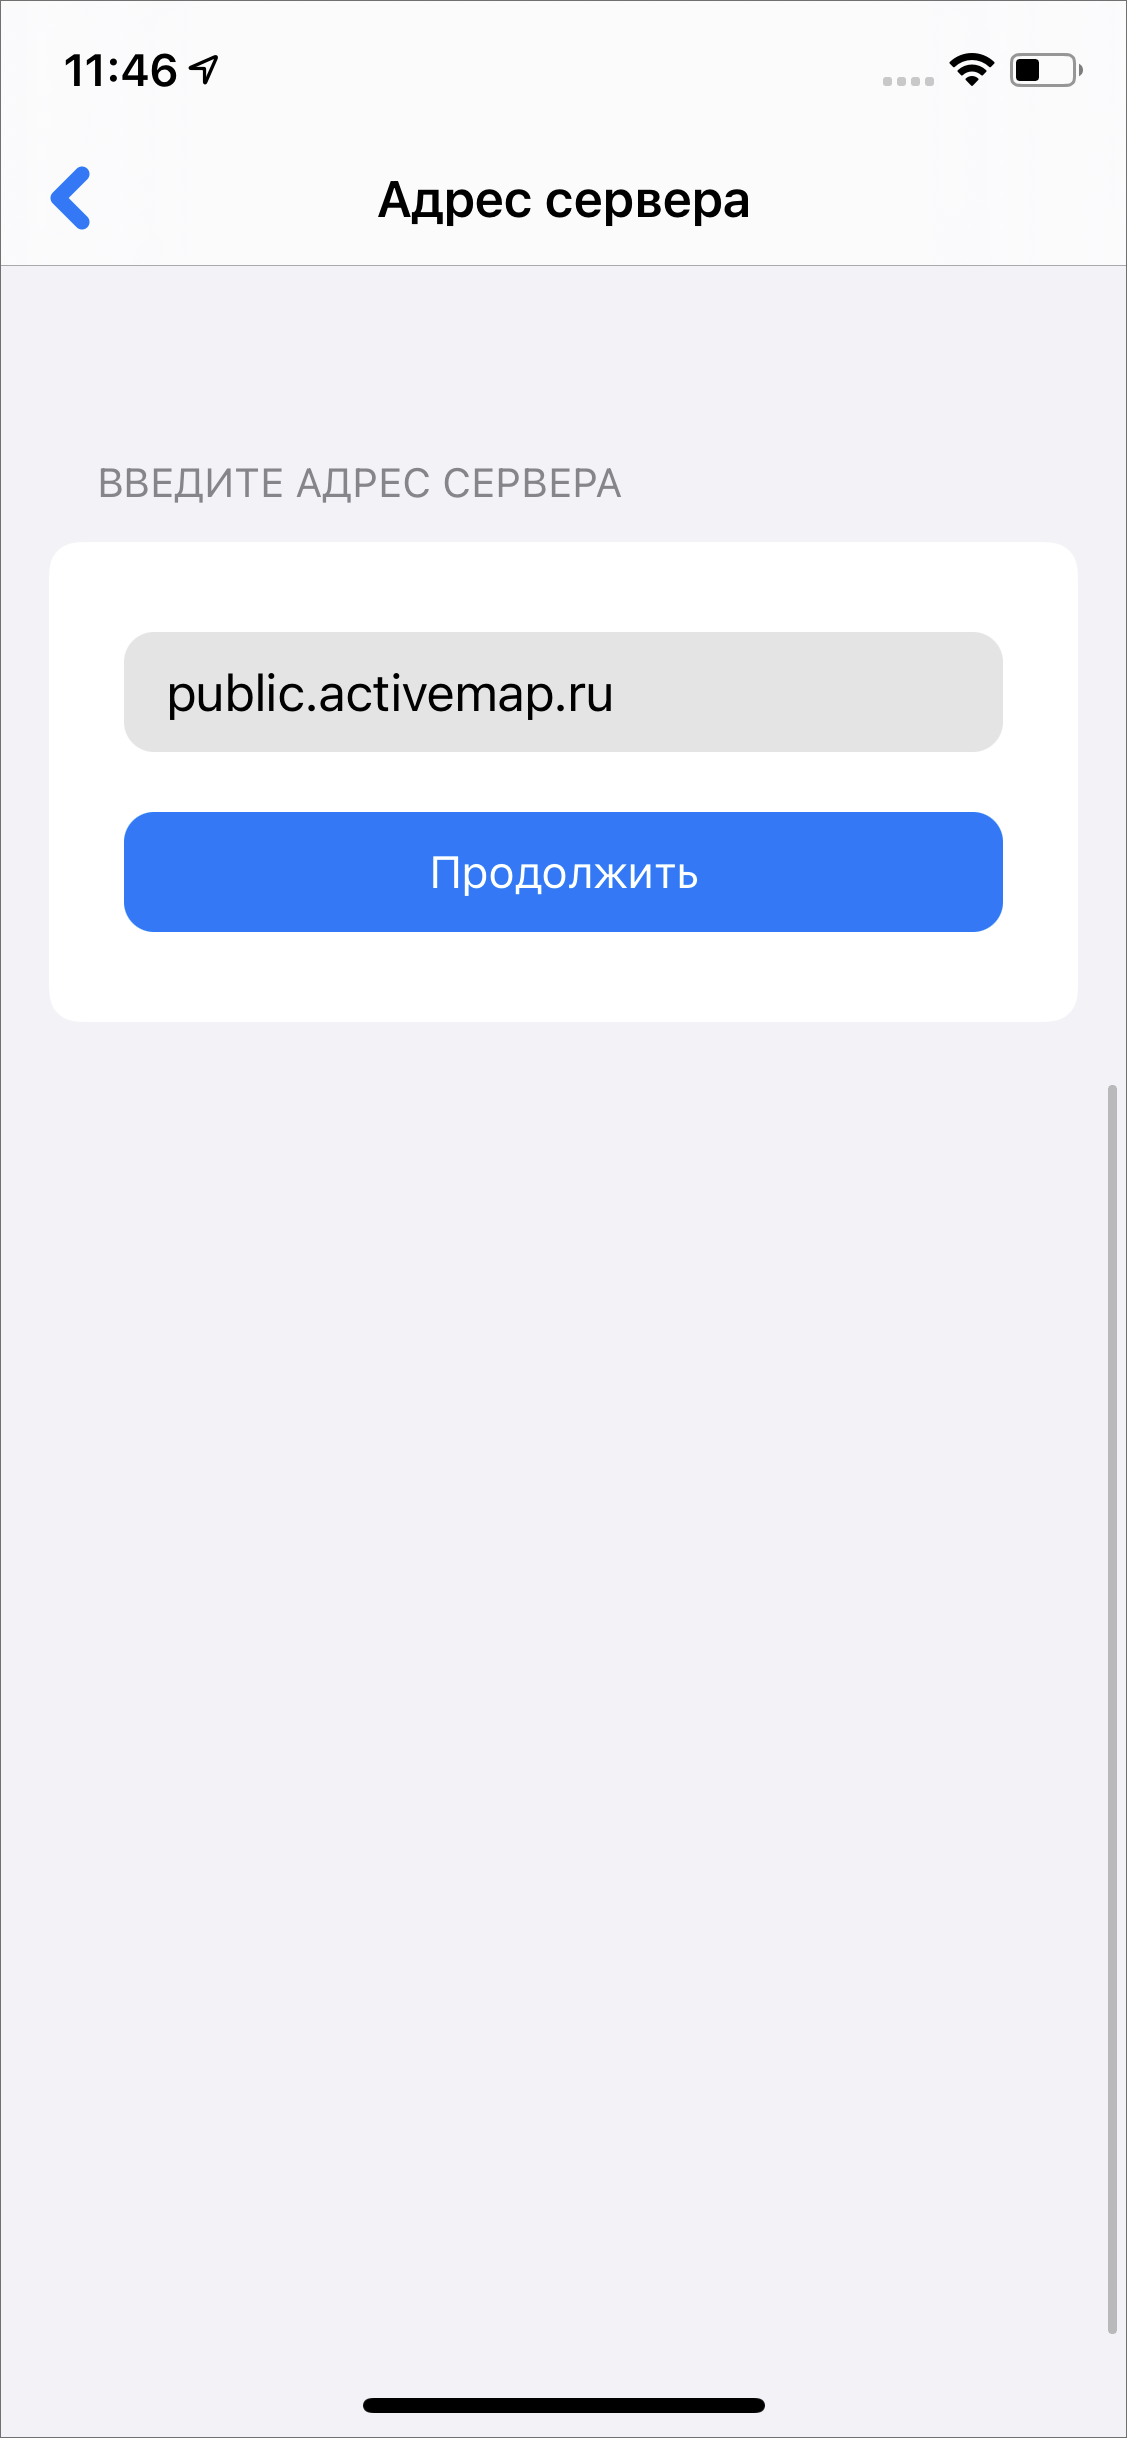 11:46
Адрес сервера
ВВЕДИТЕ АДРЕС СЕРВЕРА
public.activemap.ru
Продолжить